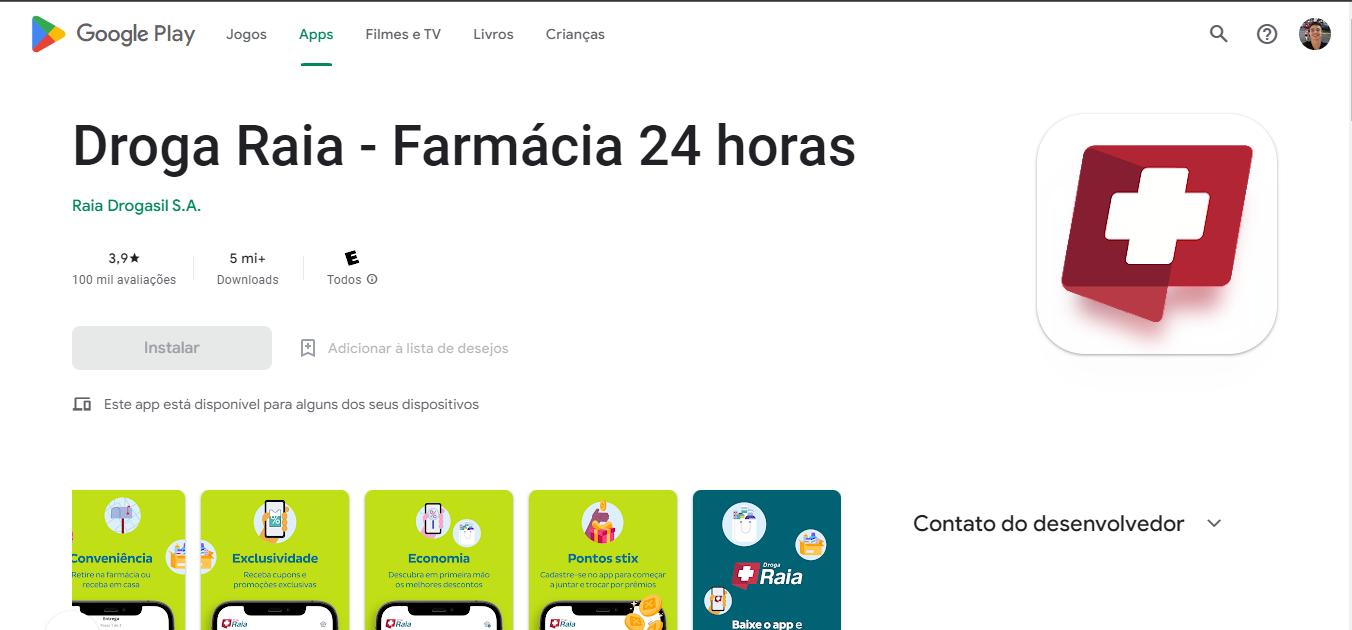 Google Play
Jogos
Apps
Filmes e TV
Livros
Crianças
Droga Raia - Farmácia 24 horas
Raia Drogasil S.A.
3,9★
100 mil avaliações
5 mi+
Downloads
E
Todos
Instalar
Adicionar à lista de desejos
Este app está disponível para alguns dos seus dispositivos
Conveniência
Retire na farmácia ou
receba em casa
Entrega
Exclusividade
Receba cupons e
promoções exclusivas
Raia
Economia
Descubra em primeira mão
os melhores descontos
Raia
Pontos stix
Cadastre-se no app para começar
a juntar e trocar por prêmios
Raia
Droga
Raia
Baixe o app e
Contato do desenvolvedor